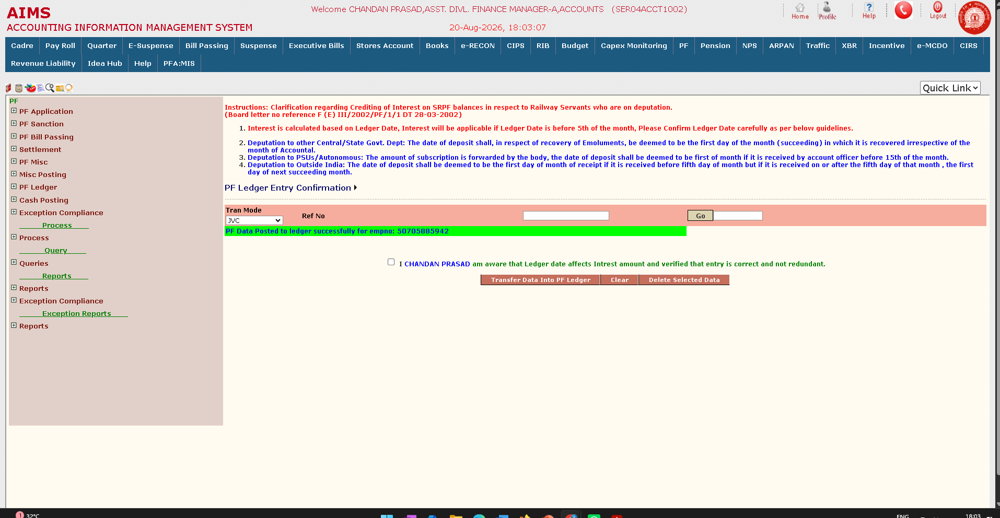 AIMS
ACCOUNTING INFORMATION MANAGEMENT SYSTEM
Welcome CHANDAN PRASAD,ASST. DIVL. FINANCE MANAGER-A,ACCOUNTS (SER04ACCT1002)
20-Aug-2026, 18:03:07
Home
Profile
Help
Logout
Cadre Pay Roll Quarter E-Suspense Bill Passing Suspense Executive Bills Stores Account Books e-RECON CIPS RIB Budget Capex Monitoring PF Pension NPS ARPAN Traffic XBR Incentive e-MCDO CIRS
Revenue Liability Idea Hub Help PFA:MIS
Quick Link
PF
PF Application
PF Sanction
PF Bill Passing
Settlement
PF Misc
Misc Posting
PF Ledger
Cash Posting
Exception Compliance
Process
Process
Query
Queries
Reports
Reports
Exception Compliance
Exception Reports
Reports
Instructions: Clarification regarding Crediting of Interest on SRPF balances in respect to Railway Servants who are on deputation.
(Board letter no reference F (E) III/2002/PF/1/1 DT 28-03-2002)
1. Interest is calculated based on Ledger Date, Interest will be applicable if Ledger Date is before 5th of the month, Please Confirm Ledger Date carefully as per below guidelines.
2. Deputation to other Central/State Govt. Dept: The date of deposit shall, in respect of recovery of Emoluments, be deemed to be the first day of the month (succeeding) in which it is recovered irrespective of the
month of Accountal.
3. Deputation to PSUs/Autonomous: The amount of subscription is forwarded by the body, the date of deposit shall be deemed to be first of month if it is received by account officer before 15th of the month.
4. Deputation to Outside India: The date of deposit shall be deemed to be the first day of month of receipt if it is received before fifth day of month but if it is received on or after the fifth day of that month , the first
day of next succeeding month.
PF Ledger Entry Confirmation
Tran Mode
JVC
Ref No
Go
PF Data Posted to ledger successfully for empno: 50705885942
I CHANDAN PRASAD am aware that Ledger date affects Intrest amount and verified that entry is correct and not redundant.
Transfer Data Into PF Ledger Clear Delete Selected Data
1
32°C
ENG
18:03